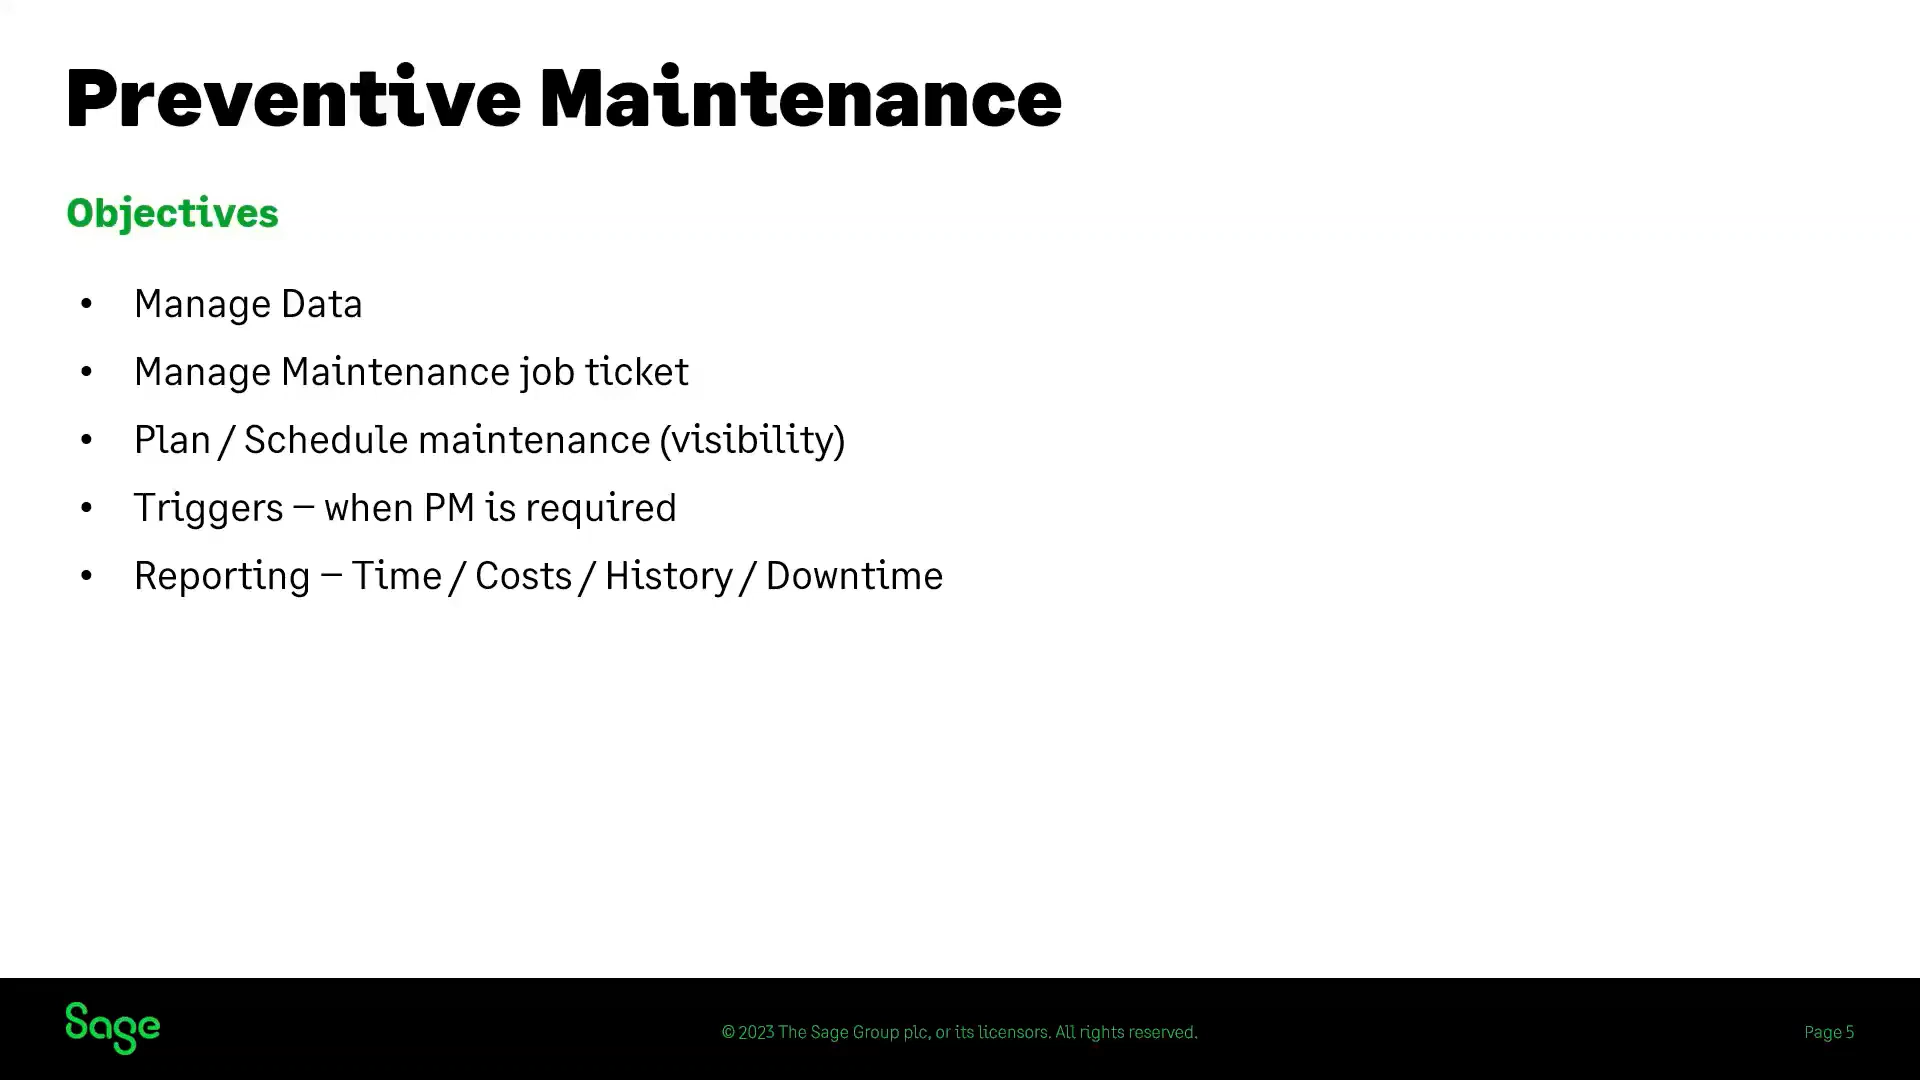 Preventive Maintenance
Objectives
• Manage Data
• Manage Maintenance job ticket
• Plan / Schedule maintenance (visibility)
• Triggers – when PM is required
• Reporting – Time / Costs / History / Downtime
Sage
© 2023 The Sage Group plc, or its licensors. All rights reserved.
Page 5